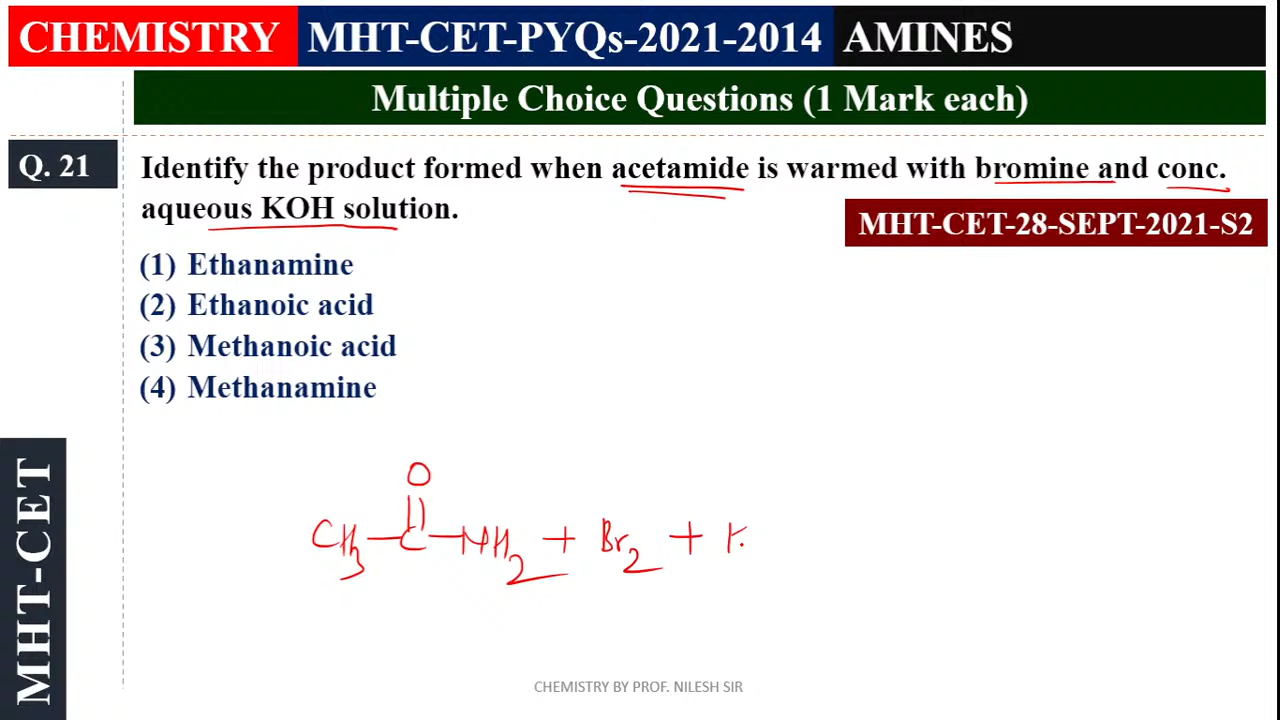 CHEMISTRY MHT-CET-PYQs-2021-2014 AMINES
Multiple Choice Questions (1 Mark each)
Q. 21 Identify the product formed when acetamide is warmed with bromine and conc.
aqueous KOH solution.
MHT-CET-28-SEPT-2021-S2
(1) Ethanamine
(2) Ethanoic acid
(3) Methanoic acid
(4) Methanamine
O
CH3 – C – NH2 + Br2 +
MHT-CET
CHEMISTRY BY PROF. NILESH SIR